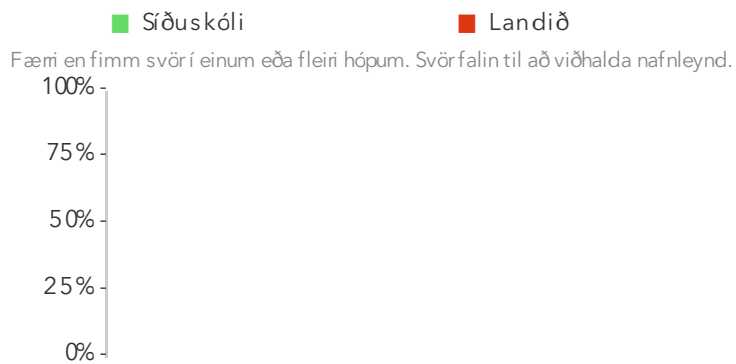 Síðuskóli Landið
Færri en fimm svör í einum eða fleiri hópum. Svör falin til að viðhalda nafnleynd.
100%
75%
50%
25%
0%